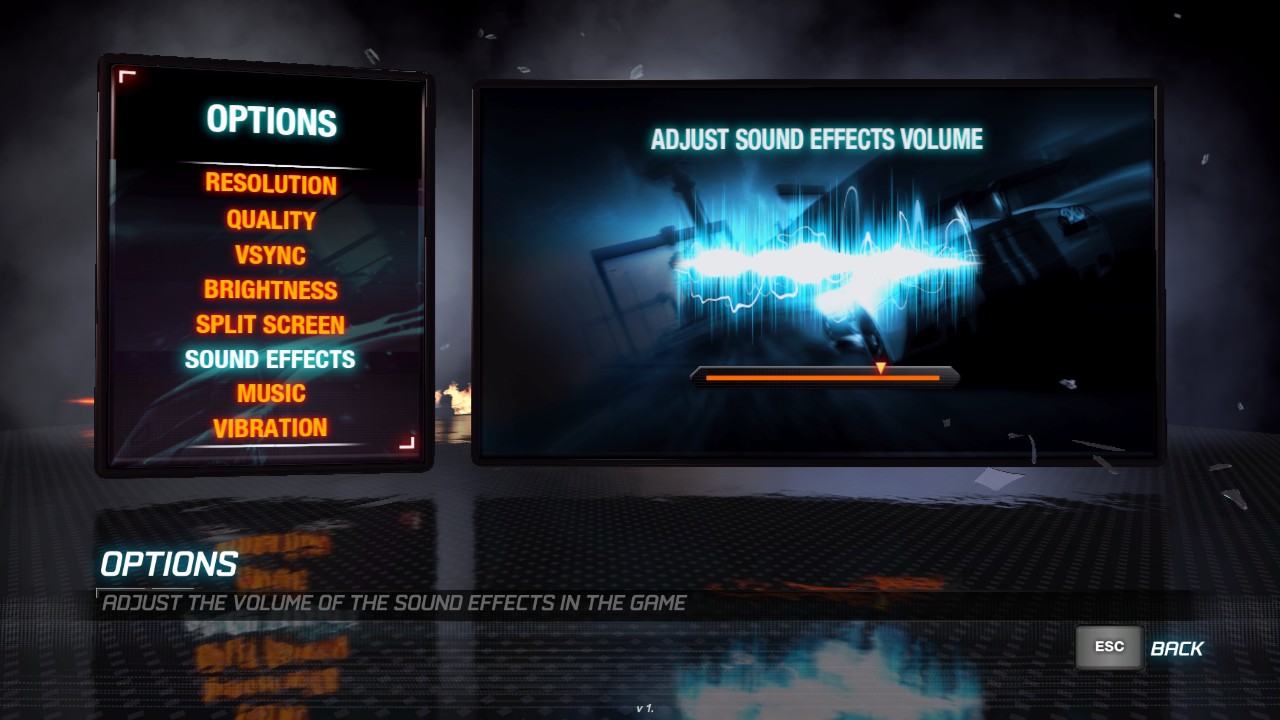 OPTIONS
RESOLUTION
QUALITY
VSYNC
BRIGHTNESS
SPLIT SCREEN
SOUND EFFECTS
MUSIC
VIBRATION
ADJUST SOUND EFFECTS VOLUME
OPTIONS
ADJUST THE VOLUME OF THE SOUND EFFECTS IN THE GAME
ESC BACK
v 1.